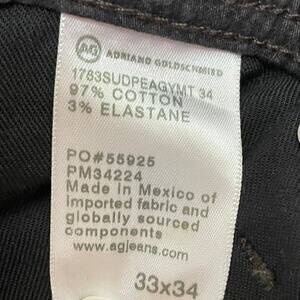 AG ADRIANO GOLDSCHMIED
1783SUDPEAGYMT 34
97% COTTON
3% ELASTANE
PO#55925
PM34224
Made in Mexico of
imported fabric and
globally sourced
components
www.agjeans.com
33x34